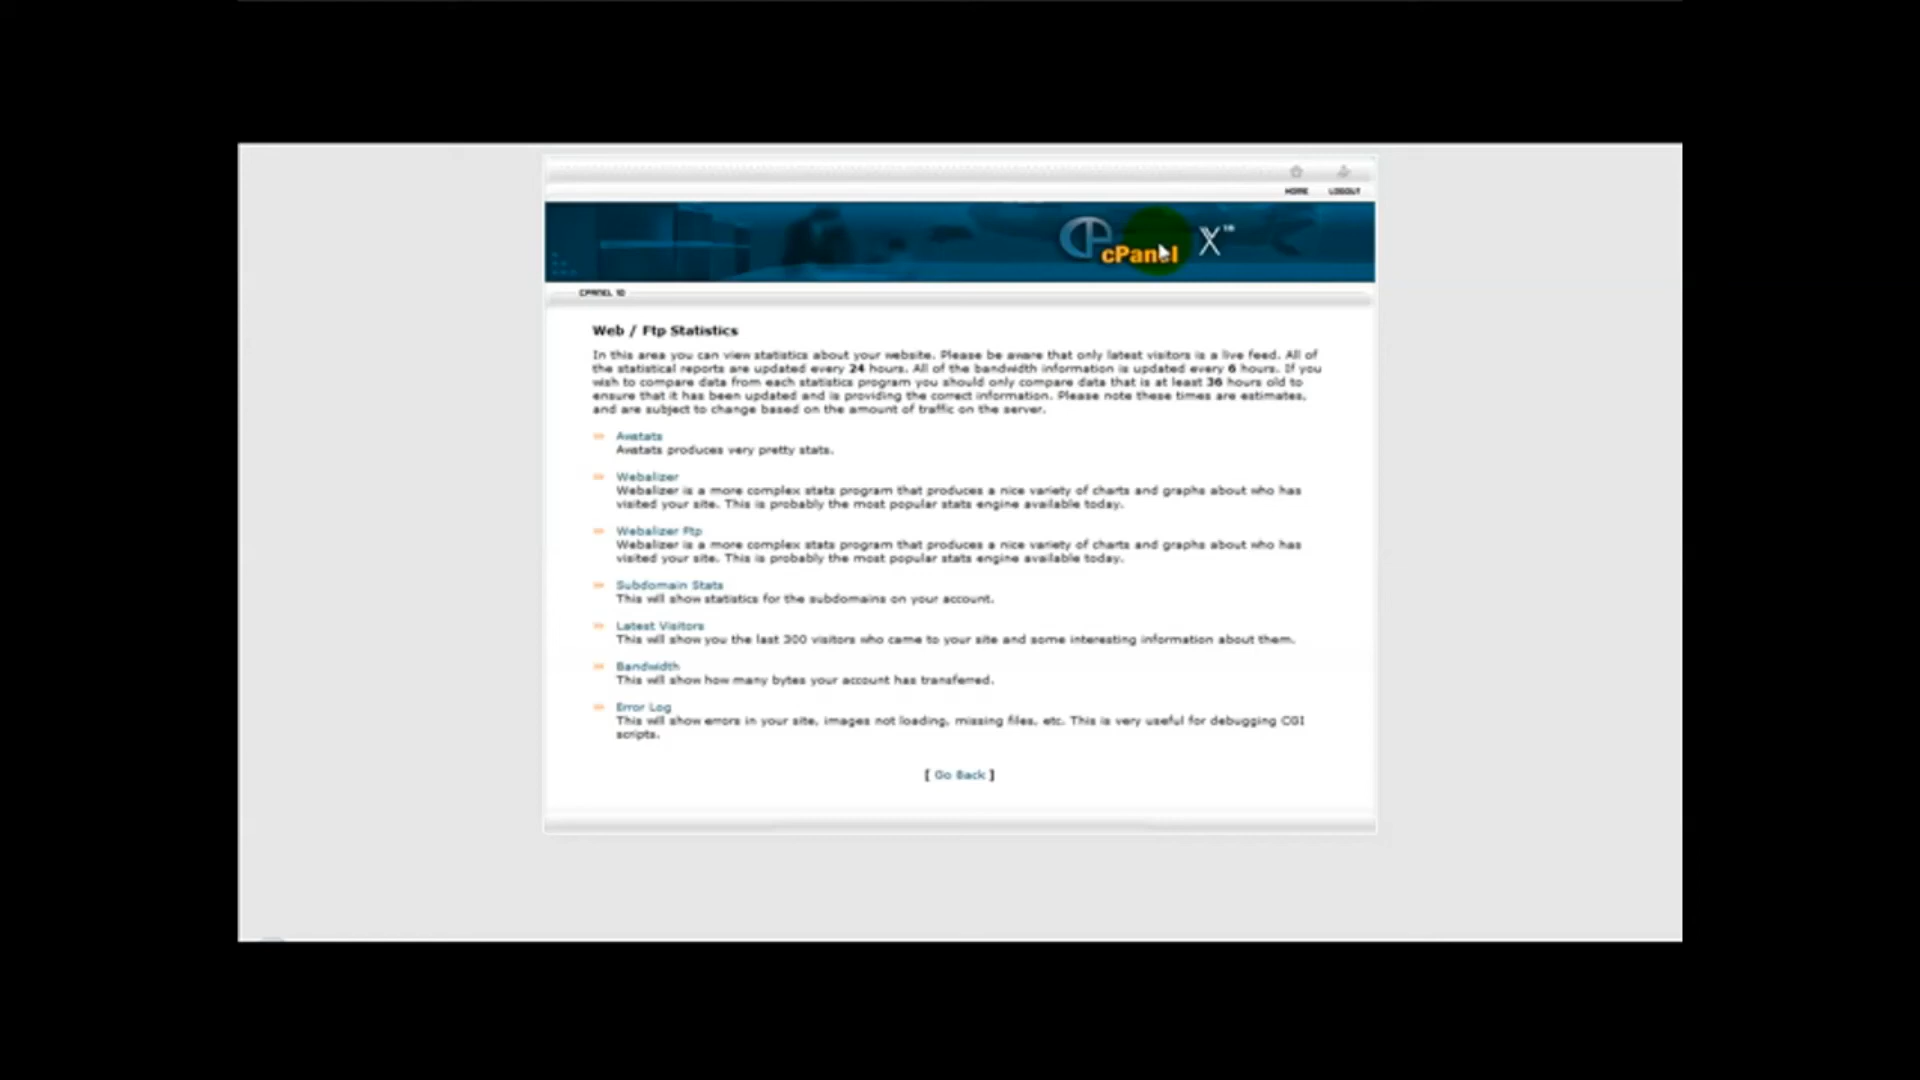 HOME LOGOUT
cPanel X™
CPANEL 10
Web / Ftp Statistics
In this area you can view statistics about your website. Please be aware that only latest visitors is a live feed. All of
the statistical reports are updated every 24 hours. All of the bandwidth information is updated every 6 hours. If you
wish to compare data from each statistics program you should only compare data that is at least 36 hours old to
ensure that it has been updated and is providing the correct information. Please note these times are estimates,
and are subject to change based on the amount of traffic on the server.
Awstats
Awstats produces very pretty stats.
Webalizer
Webalizer is a more complex stats program that produces a nice variety of charts and graphs about who has
visited your site. This is probably the most popular stats engine available today.
Webalizer Ftp
Webalizer is a more complex stats program that produces a nice variety of charts and graphs about who has
visited your site. This is probably the most popular stats engine available today.
Subdomain Stats
This will show statistics for the subdomains on your account.
Latest Visitors
This will show you the last 300 visitors who came to your site and some interesting information about them.
Bandwidth
This will show how many bytes your account has transferred.
Error Log
This will show errors in your site, images not loading, missing files, etc. This is very useful for debugging CGI
scripts.
[ Go Back ]